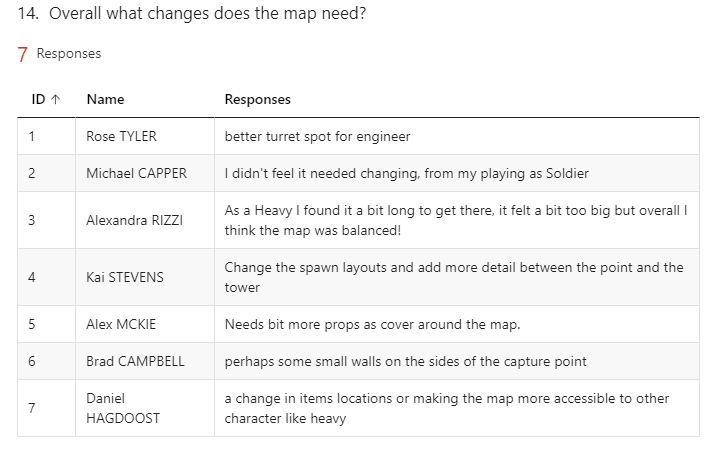 14. Overall what changes does the map need?
7 Responses
ID ↑ Name Responses
1 Rose TYLER better turret spot for engineer
2 Michael CAPPER I didn't feel it needed changing, from my playing as Soldier
3 Alexandra RIZZI As a Heavy I found it a bit long to get there, it felt a bit too big but overall I
think the map was balanced!
4 Kai STEVENS Change the spawn layouts and add more detail between the point and the
tower
5 Alex MCKIE Needs bit more props as cover around the map.
6 Brad CAMPBELL perhaps some small walls on the sides of the capture point
7 Daniel
HAGDOOST a change in items locations or making the map more accessible to other
character like heavy